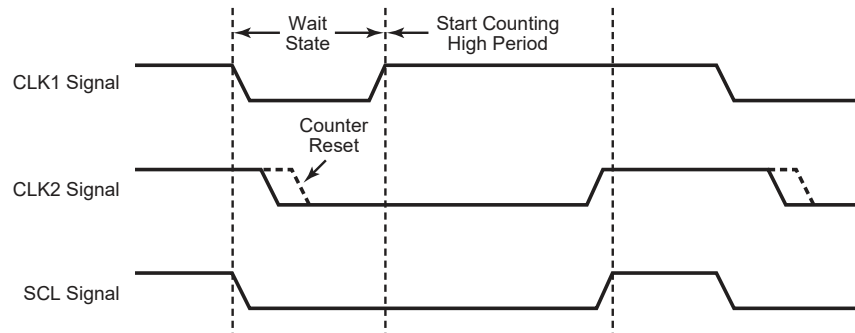 Wait
State
Start Counting
High Period
CLK1 Signal
Counter
Reset
CLK2 Signal
SCL Signal